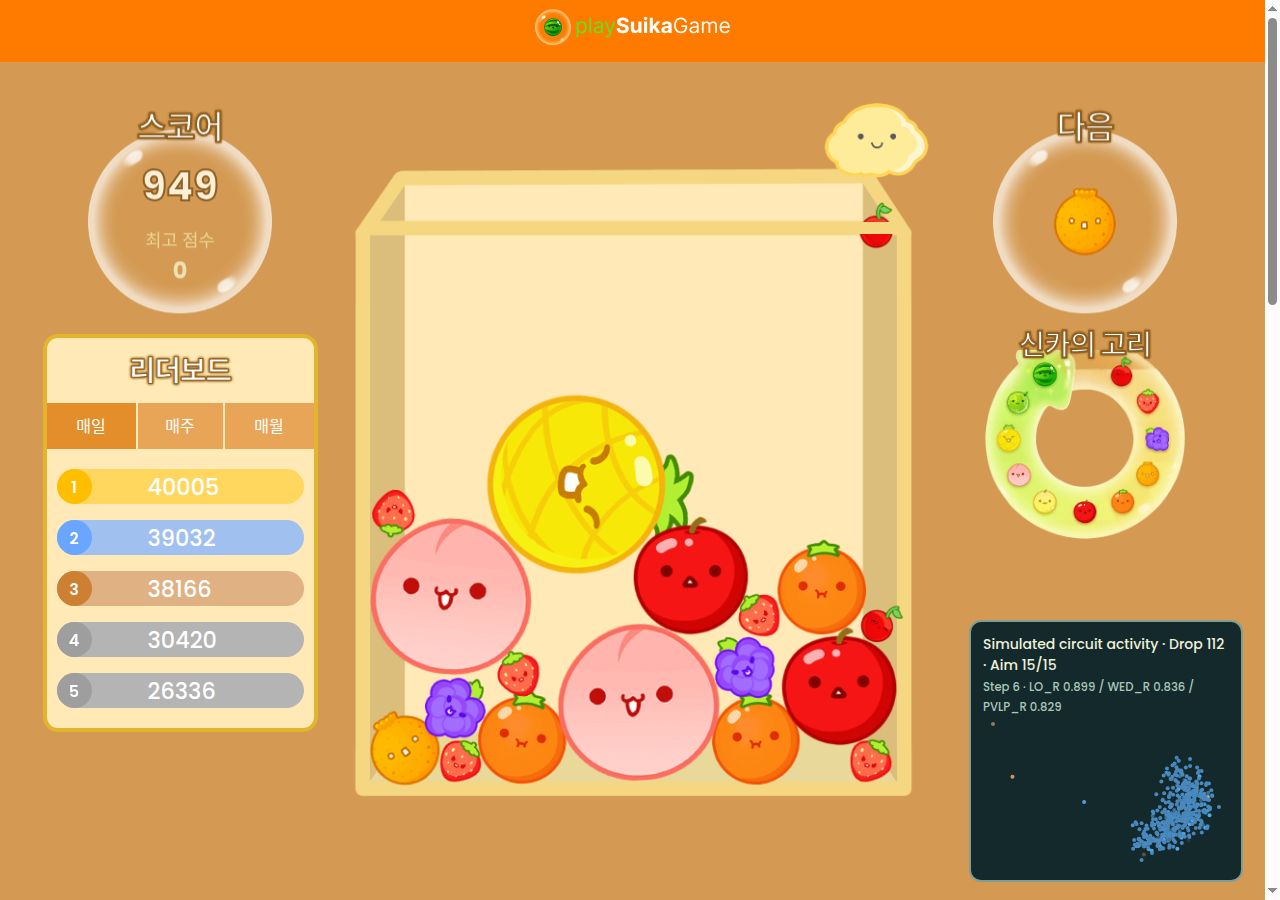 playSuikaGame
스코어
949
최고 점수
0
리더보드
매일
매주
매월
1 40005
2 39032
3 38166
4 30420
5 26336
다음
신카의 고리
Simulated circuit activity · Drop 112
· Aim 15/15
Step 6 · LO_R 0.899 / WED_R 0.836 /
PVLP_R 0.829